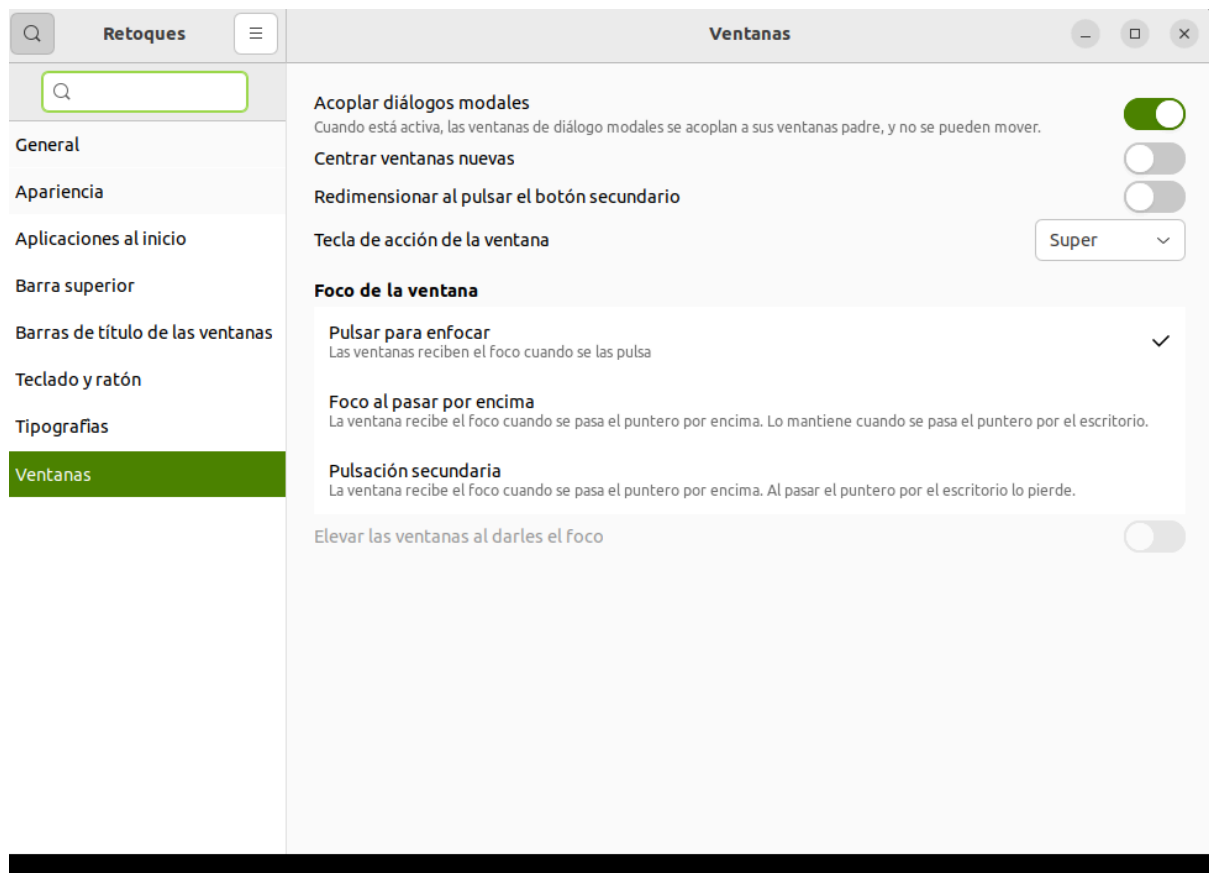 Retoques
Ventanas
General
Apariencia
Aplicaciones al inicio
Barra superior
Barras de título de las ventanas
Teclado y ratón
Tipografías
Ventanas
Acoplar diálogos modales
Cuando está activa, las ventanas de diálogo modales se acoplan a sus ventanas padre, y no se pueden mover.
Centrar ventanas nuevas
Redimensionar al pulsar el botón secundario
Tecla de acción de la ventana
Super
Foco de la ventana
Pulsar para enfocar
Las ventanas reciben el foco cuando se las pulsa
Foco al pasar por encima
La ventana recibe el foco cuando se pasa el puntero por encima. Lo mantiene cuando se pasa el puntero por el escritorio.
Pulsación secundaria
La ventana recibe el foco cuando se pasa el puntero por encima. Al pasar el puntero por el escritorio lo pierde.
Elevar las ventanas al darles el foco